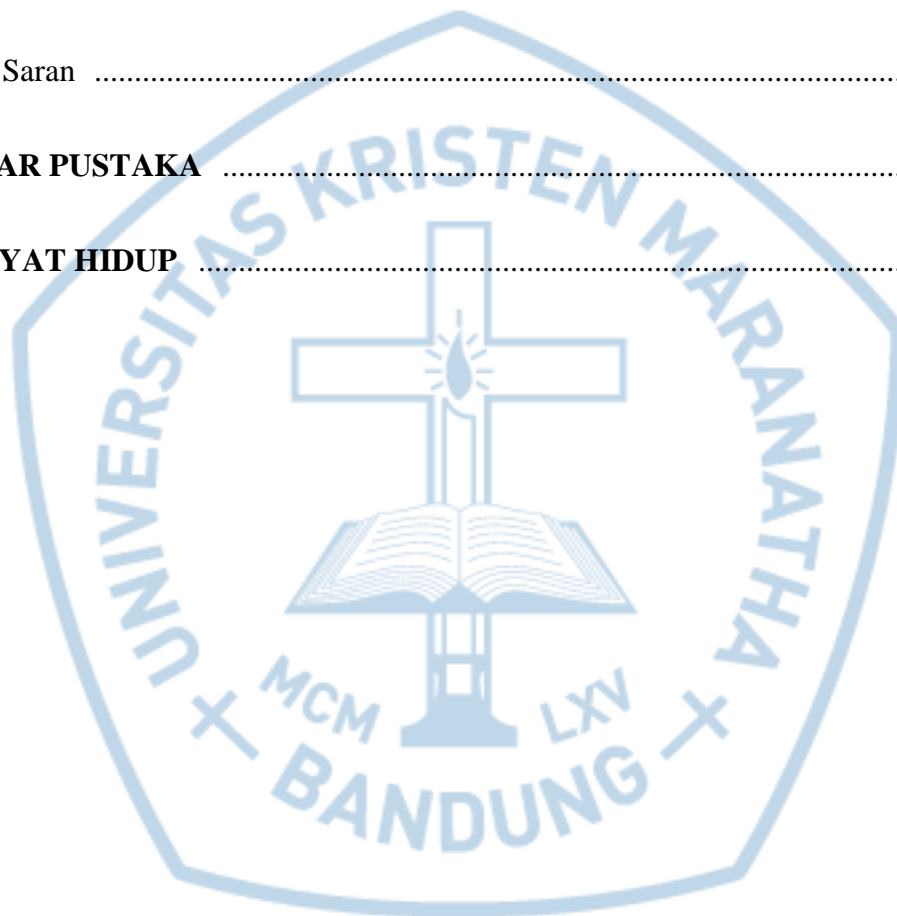 Saran ....................................................................................
AR PUSTAKA ......................................................................
YAT HIDUP .........................................................................
UNIVERSITAS KRISTEN MARANATHA
MCM LXV
BANDUNG